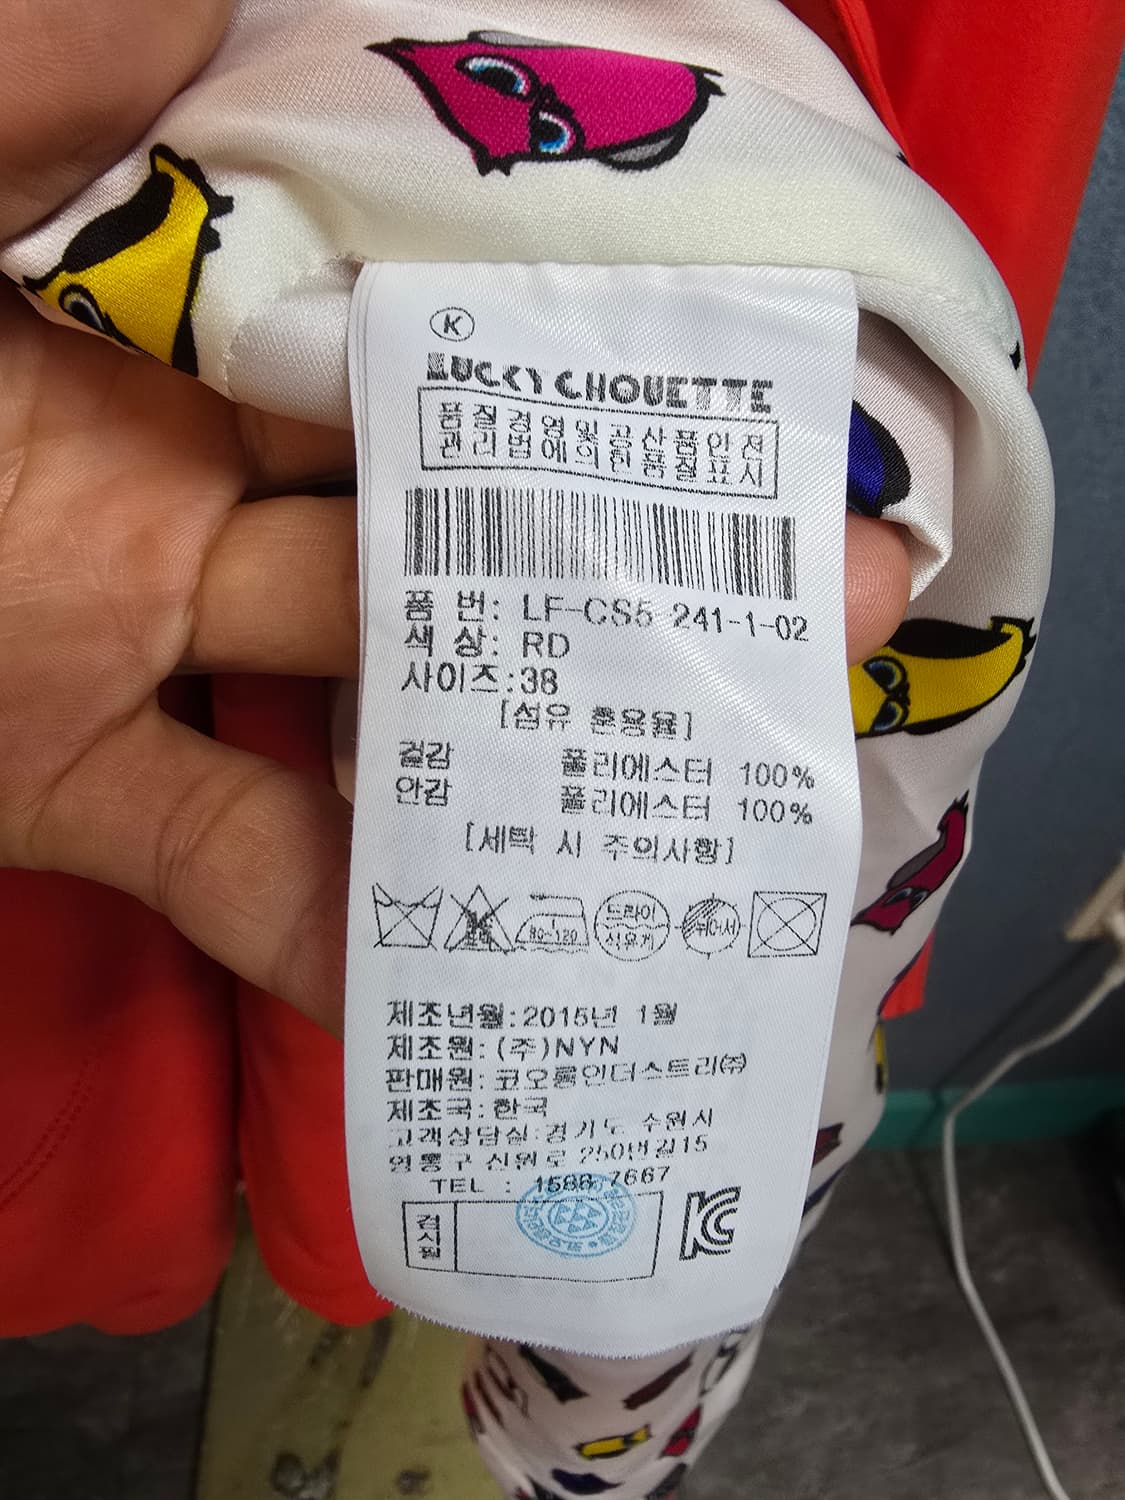 K
LUCKY CHOUETTE
품질경영및공산품안전
관리법에의한품질표시
품 번: LF-CS5 241-1-02
색 상: RD
사이즈:38
[섬유 혼용율]
겉감 폴리에스터 100%
안감 폴리에스터 100%
[세탁 시 주의사항]
80~120 드라이 석유계 뉘어서
제조년월:2015년 1월
제조원:(주)NYN
판매원:코오롱인더스트리㈜
제조국:한국
고객상담실:경기도 수원시
영통구 신원로 250번길15
TEL : 1588 7667
검사필
KC